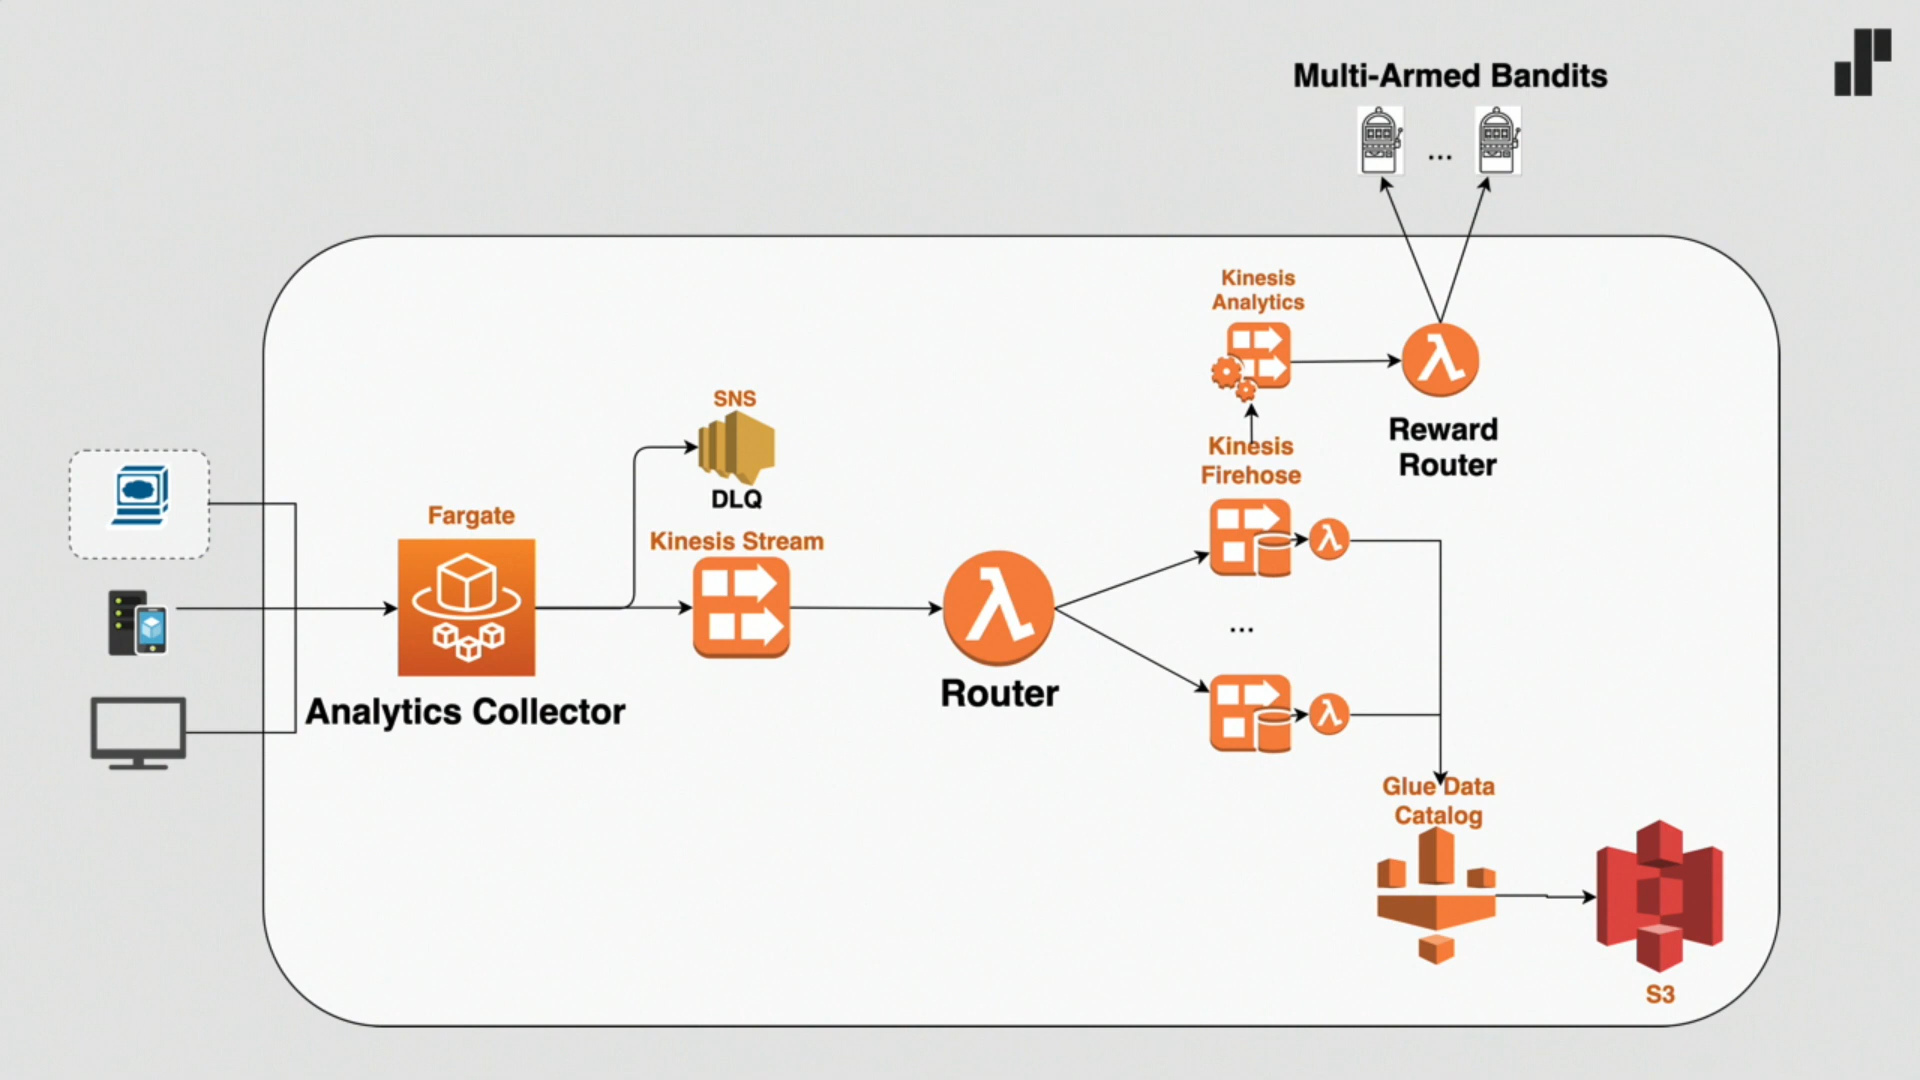 Multi-Armed Bandits
...
Kinesis
Analytics
SNS
DLQ
Reward
Router
Kinesis
Firehose
Fargate
Kinesis Stream
...
Analytics Collector
Router
Glue Data
Catalog
S3